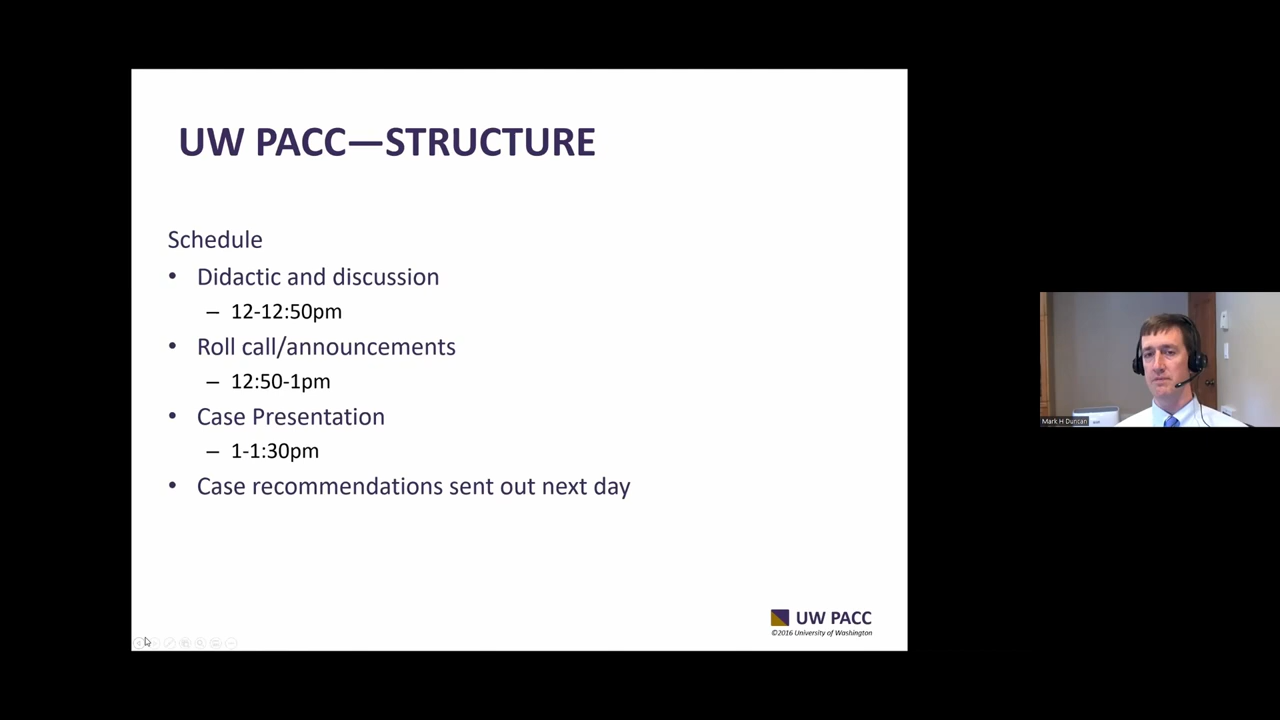 UW PACC—STRUCTURE
Schedule
• Didactic and discussion
– 12-12:50pm
• Roll call/announcements
– 12:50-1pm
• Case Presentation
– 1-1:30pm
• Case recommendations sent out next day
UW PACC
©2016 University of Washington
Mark H Duncan